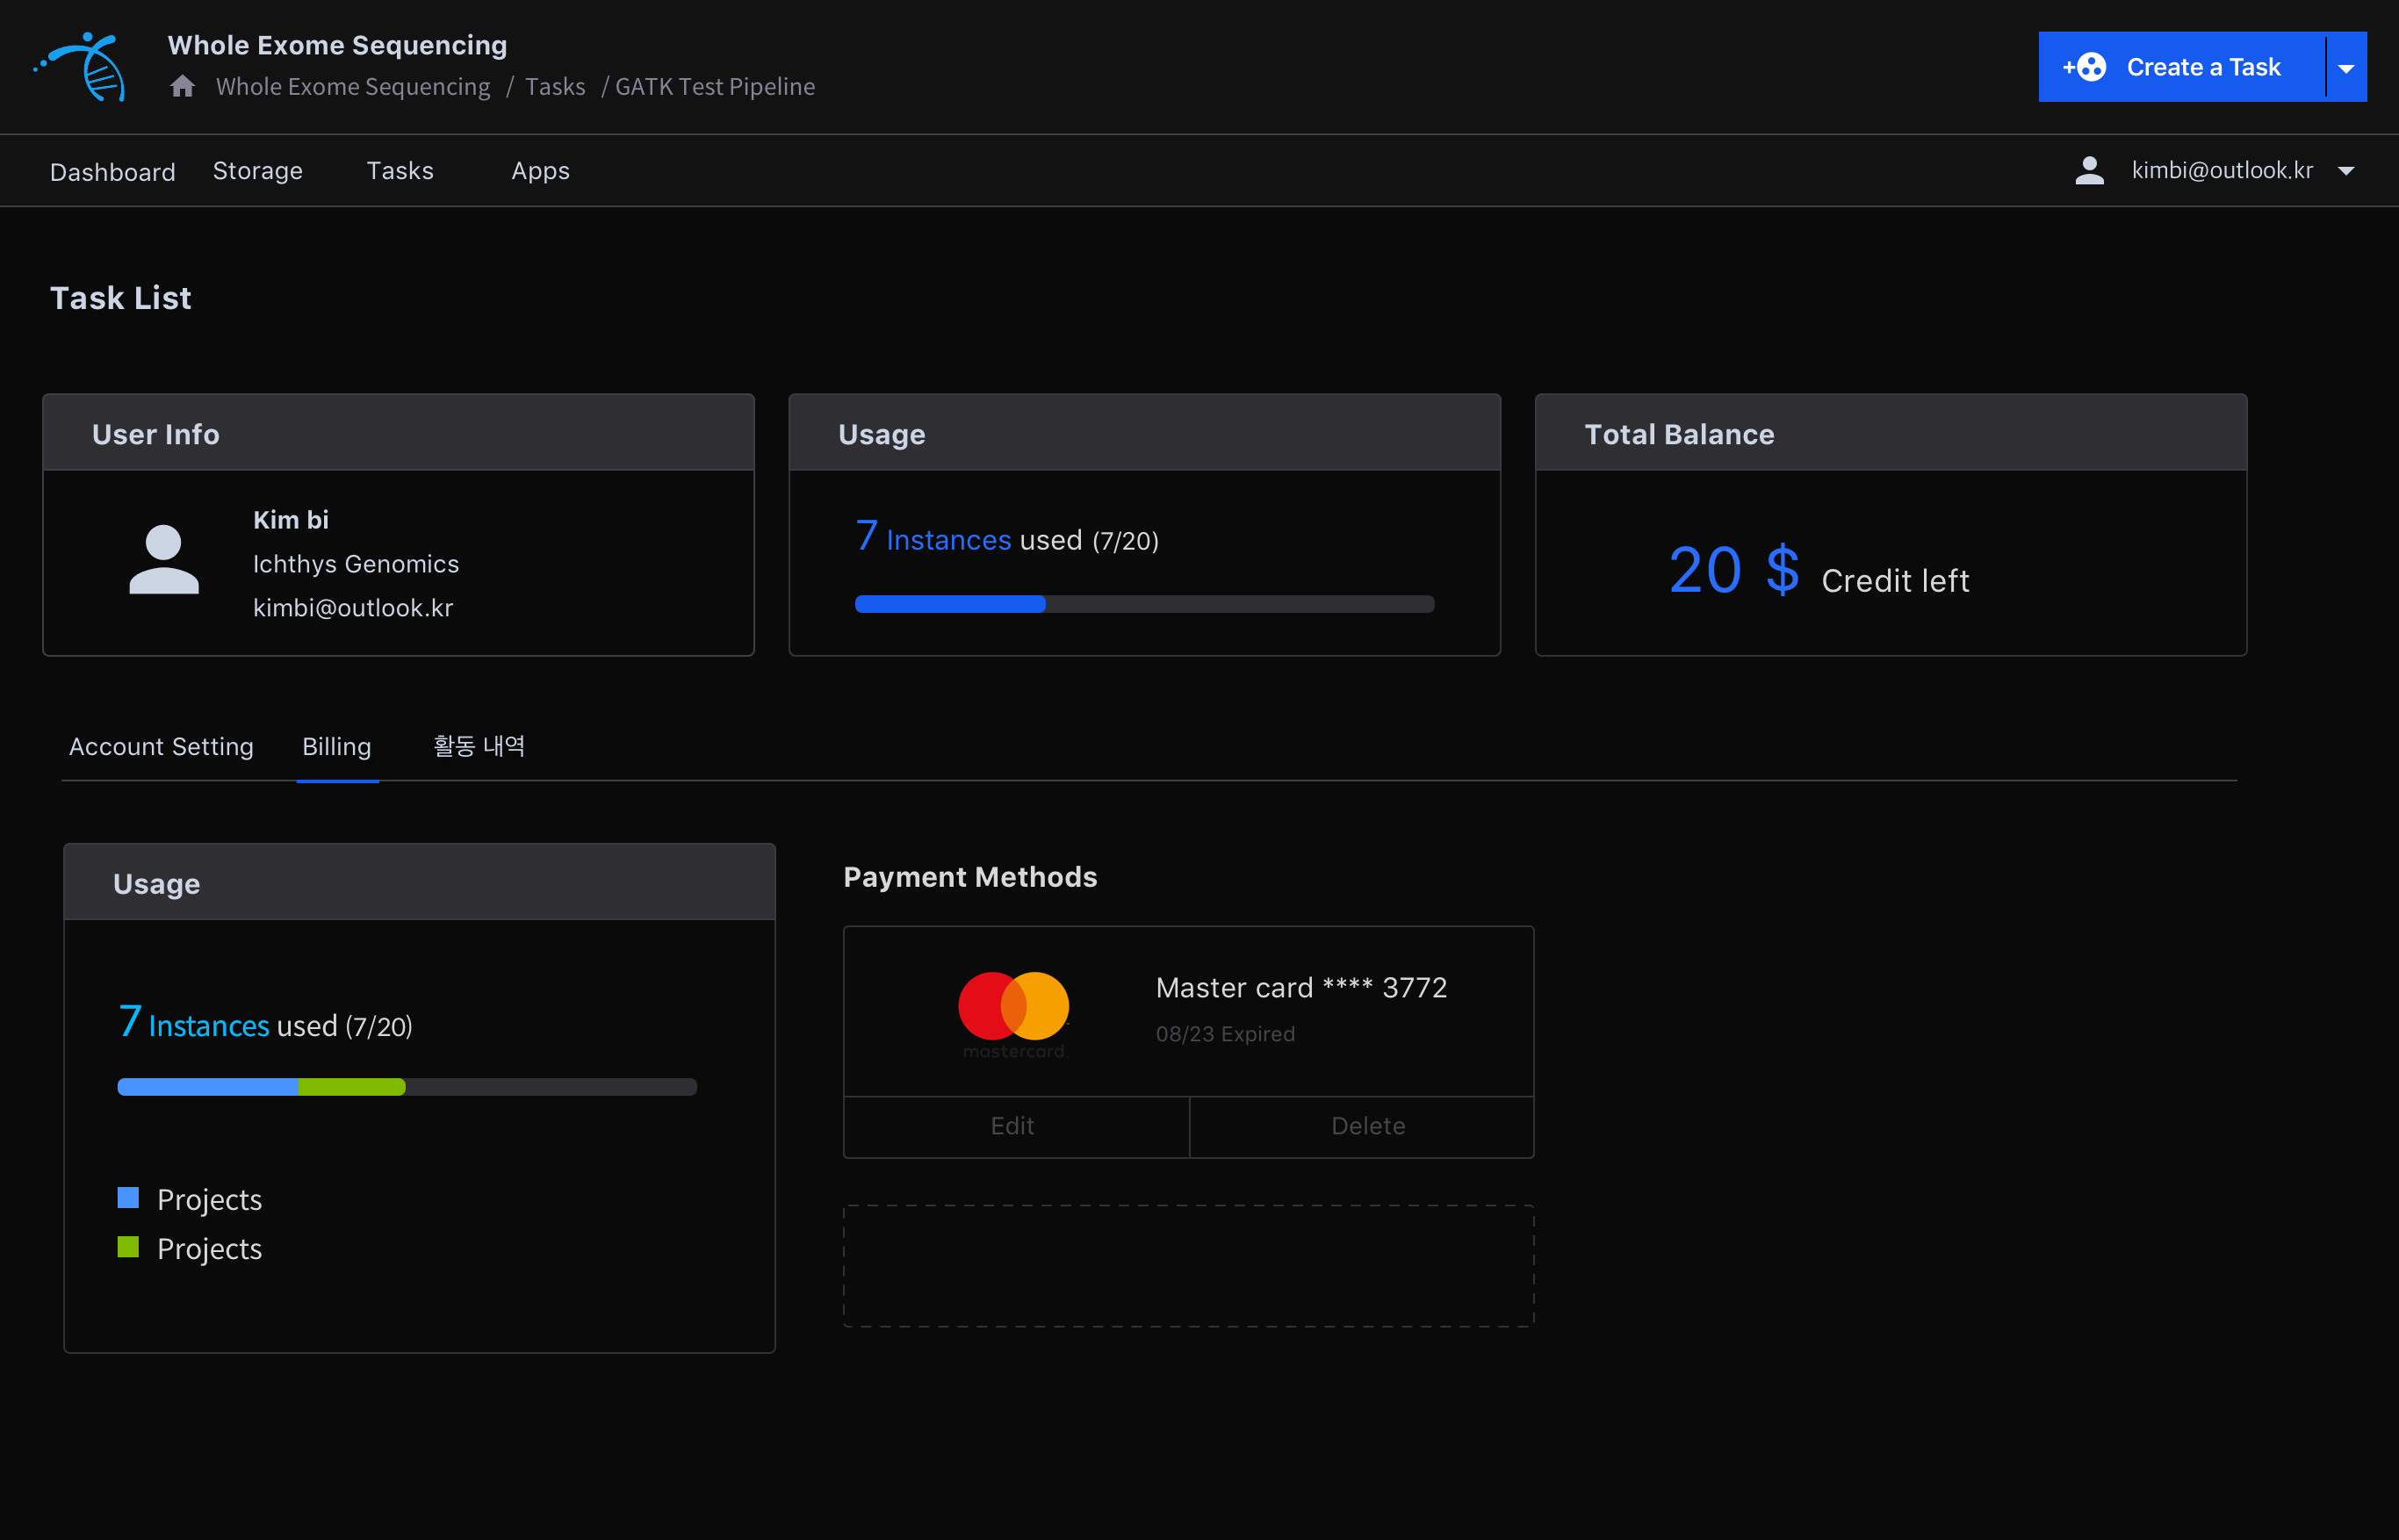 Whole Exome Sequencing
Whole Exome Sequencing / Tasks / GATK Test Pipeline
+ Create a Task
Dashboard Storage Tasks Apps
kimbi@outlook.kr
Task List
User Info
Kim bi
Ichthys Genomics
kimbi@outlook.kr
Usage
7 Instances used (7/20)
Total Balance
20 $ Credit left
Account Setting Billing 활동 내역
Usage
7 Instances used (7/20)
Projects
Projects
Payment Methods
mastercard.
Master card **** 3772
08/23 Expired
Edit Delete